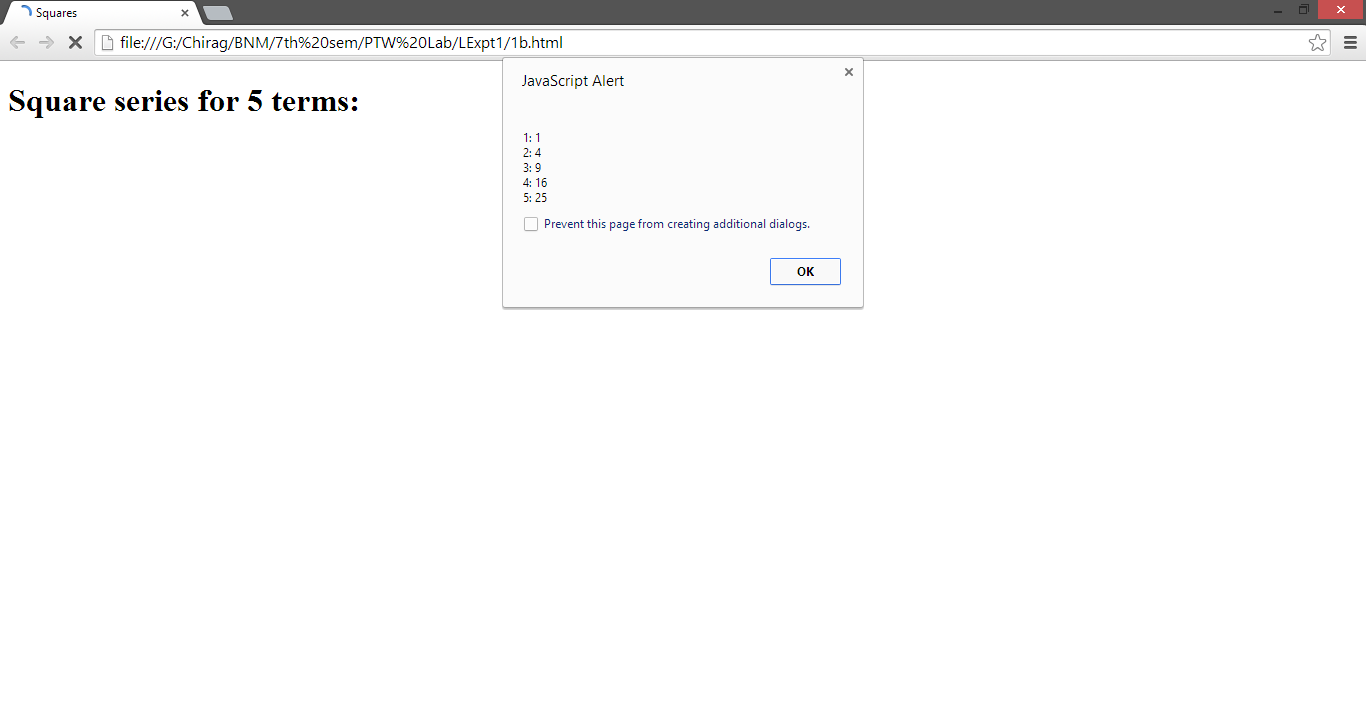 Squares
file:///G:/Chirag/BNM/7th%20sem/PTW%20Lab/LExpt1/1b.html
Square series for 5 terms:
JavaScript Alert
1: 1
2: 4
3: 9
4: 16
5: 25
Prevent this page from creating additional dialogs.
OK